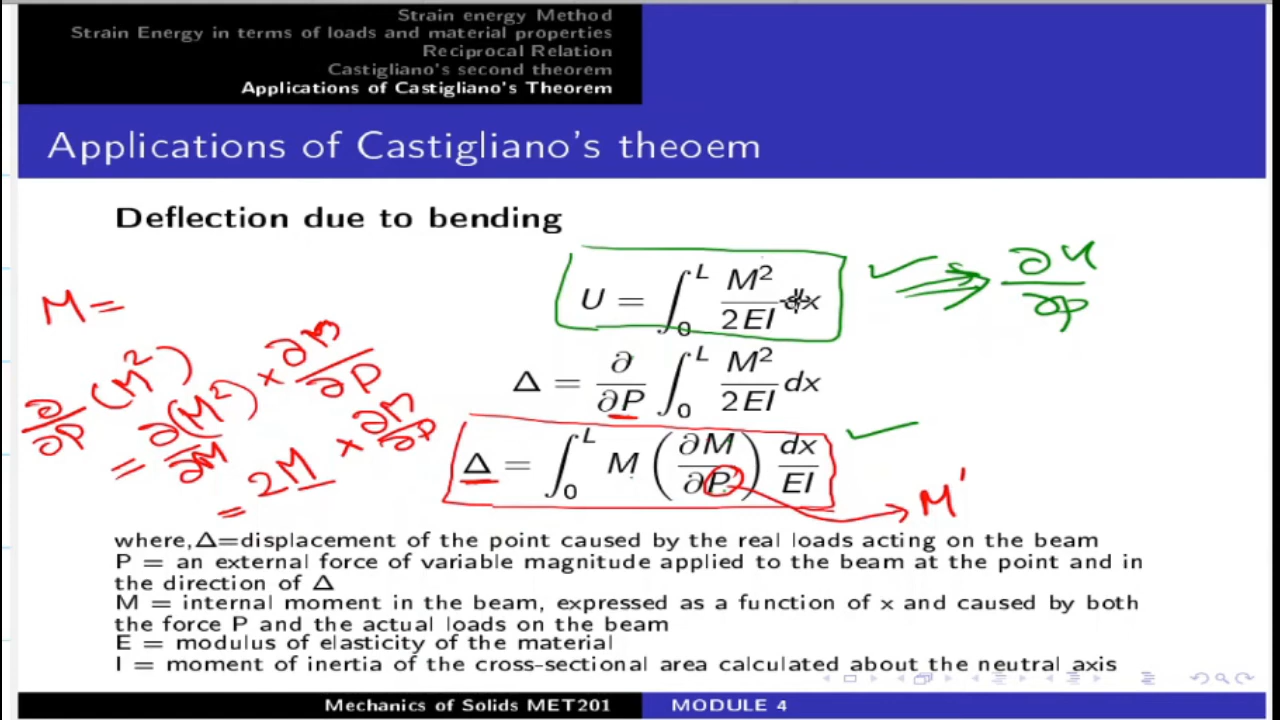 Strain energy Method
Strain Energy in terms of loads and material properties
Reciprocal Relation
Castigliano's second theorem
Applications of Castigliano's Theorem
Applications of Castigliano's theoem
Deflection due to bending
U = ∫₀ᴸ M²/2EI dx
∂U/∂P
M =
Δ = ∂/∂P ∫₀ᴸ M²/2EI dx
∂/∂P (M²)
= ∂(M²)/∂M × ∂M/∂P
= 2M × ∂M/∂P
Δ = ∫₀ᴸ M (∂M/∂P) dx/EI
M'
where,Δ=displacement of the point caused by the real loads acting on the beam
P = an external force of variable magnitude applied to the beam at the point and in
the direction of Δ
M = internal moment in the beam, expressed as a function of x and caused by both
the force P and the actual loads on the beam
E = modulus of elasticity of the material
I = moment of inertia of the cross-sectional area calculated about the neutral axis
Mechanics of Solids MET201 MODULE 4